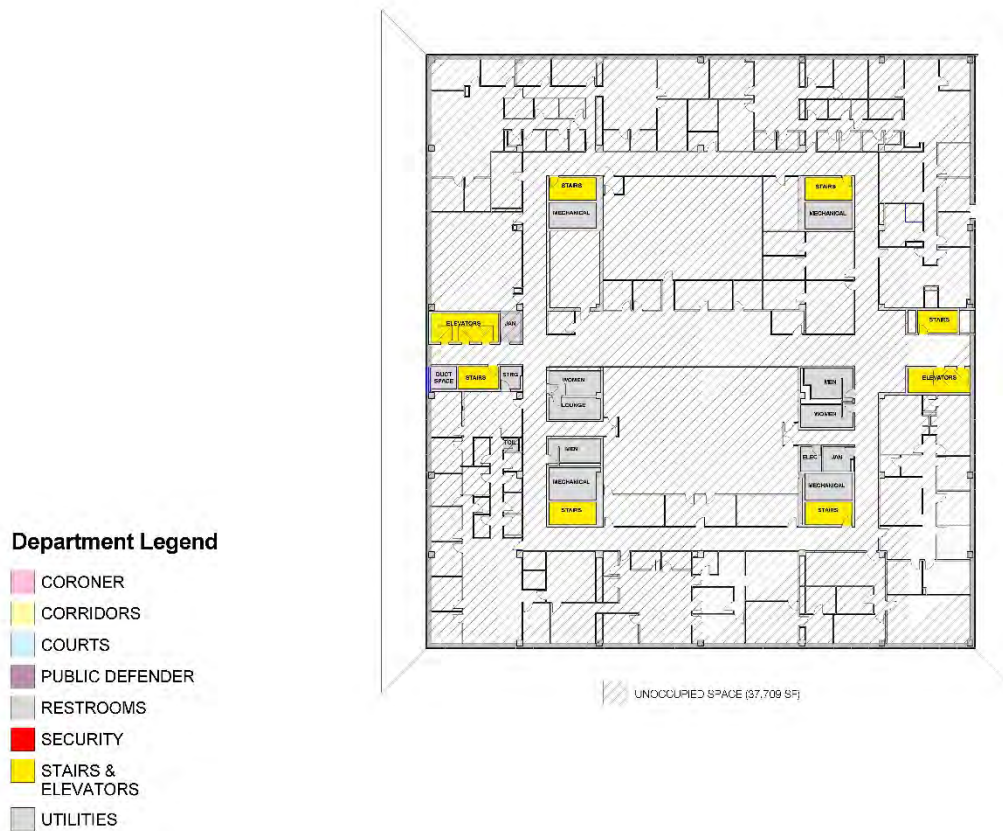 STAIRS
STAIRS
MECHANICAL
MECHANICAL
ELEVATORS
JAN
STAIRS
DUCT
SPACE
STAIRS
STRG
WOMEN
MEN
ELEVATORS
LOUNGE
WOMEN
TOIL
MEN
ELEC
JAN
MECHANICAL
MECHANICAL
STAIRS
STAIRS
UNOCCUPIED SPACE (37,709 SF)
Department Legend
CORONER
CORRIDORS
COURTS
PUBLIC DEFENDER
RESTROOMS
SECURITY
STAIRS &
ELEVATORS
UTILITIES